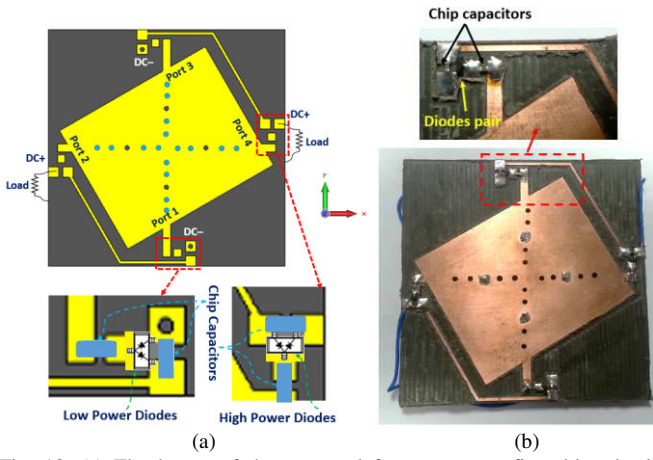 Chip capacitors
Diodes pair
DC−
Port 3
DC+
Port 4
Load
DC+
Port 2
Load
Port 1
DC−
Y
X
Chip
Capacitors
Low Power Diodes
High Power Diodes
(a)
(b)